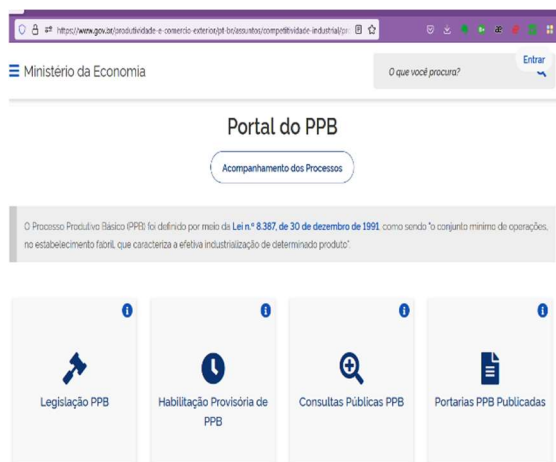 https://www.gov.br/produtividade-e-comercio-exterior/pt-br/assuntos/competitividade-industrial/
Entrar
Ministério da Economia
O que você procura?
Portal do PPB
Acompanhamento dos Processos
O Processo Produtivo Básico (PPB) foi definido por meio da Lei n.º 8.387, de 30 de dezembro de 1991, como sendo "o conjunto mínimo de operações,
no estabelecimento fabril, que caracteriza a efetiva industrialização de determinado produto".
Legislação PPB
Habilitação Provisória de
PPB
Consultas Públicas PPB
Portarias PPB Publicadas